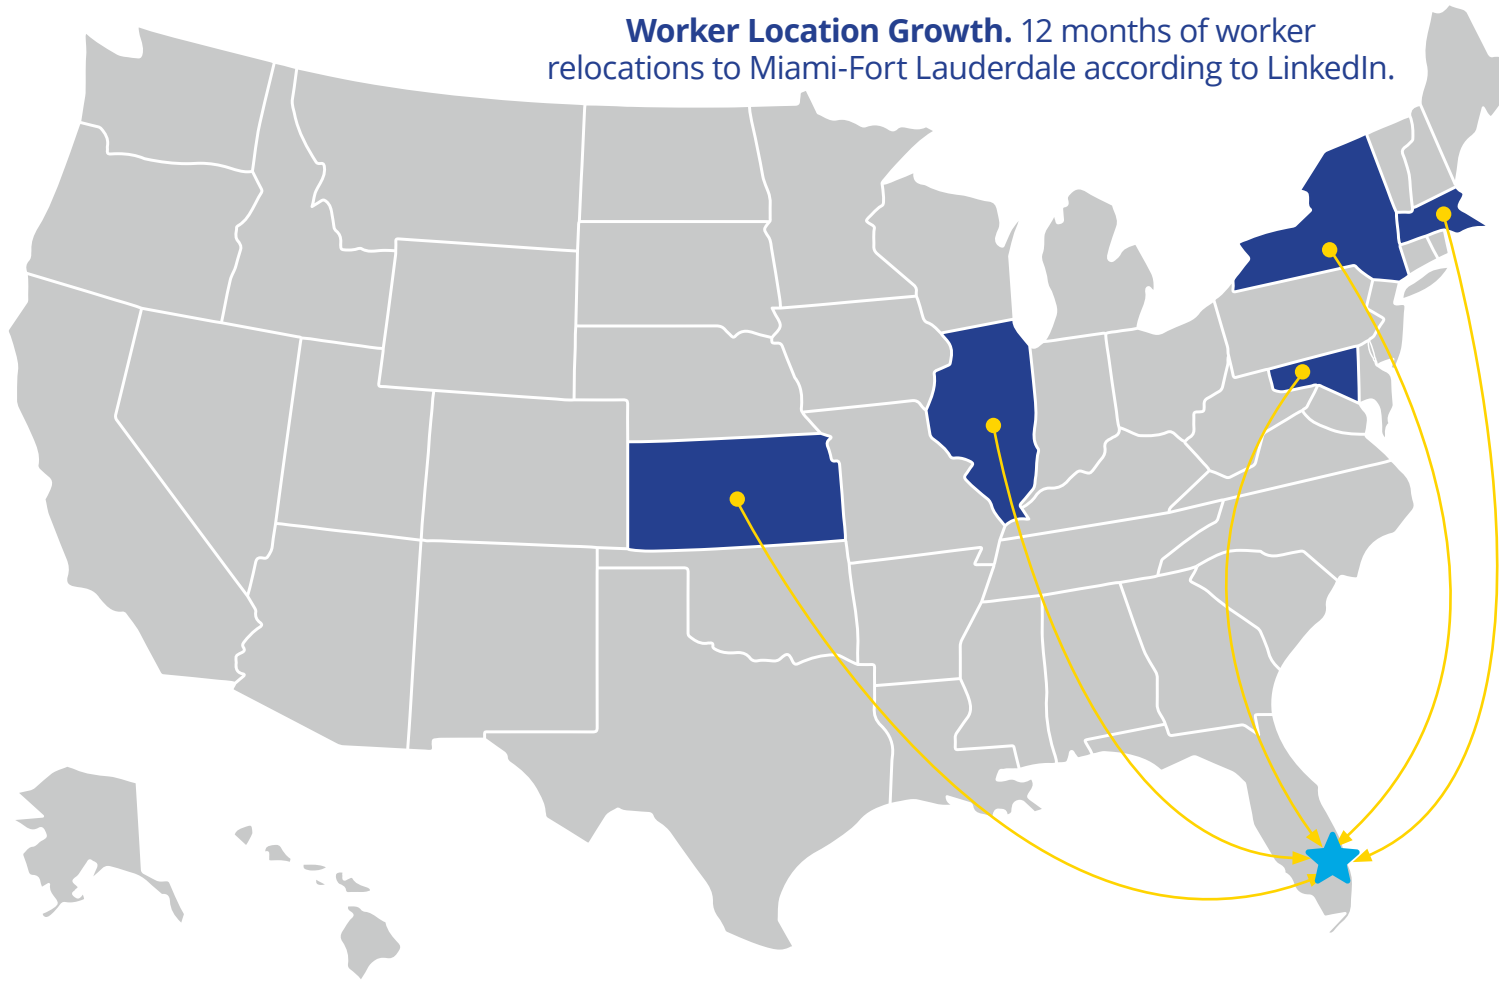 Worker Location Growth. 12 months of worker
relocations to Miami-Fort Lauderdale according to LinkedIn.